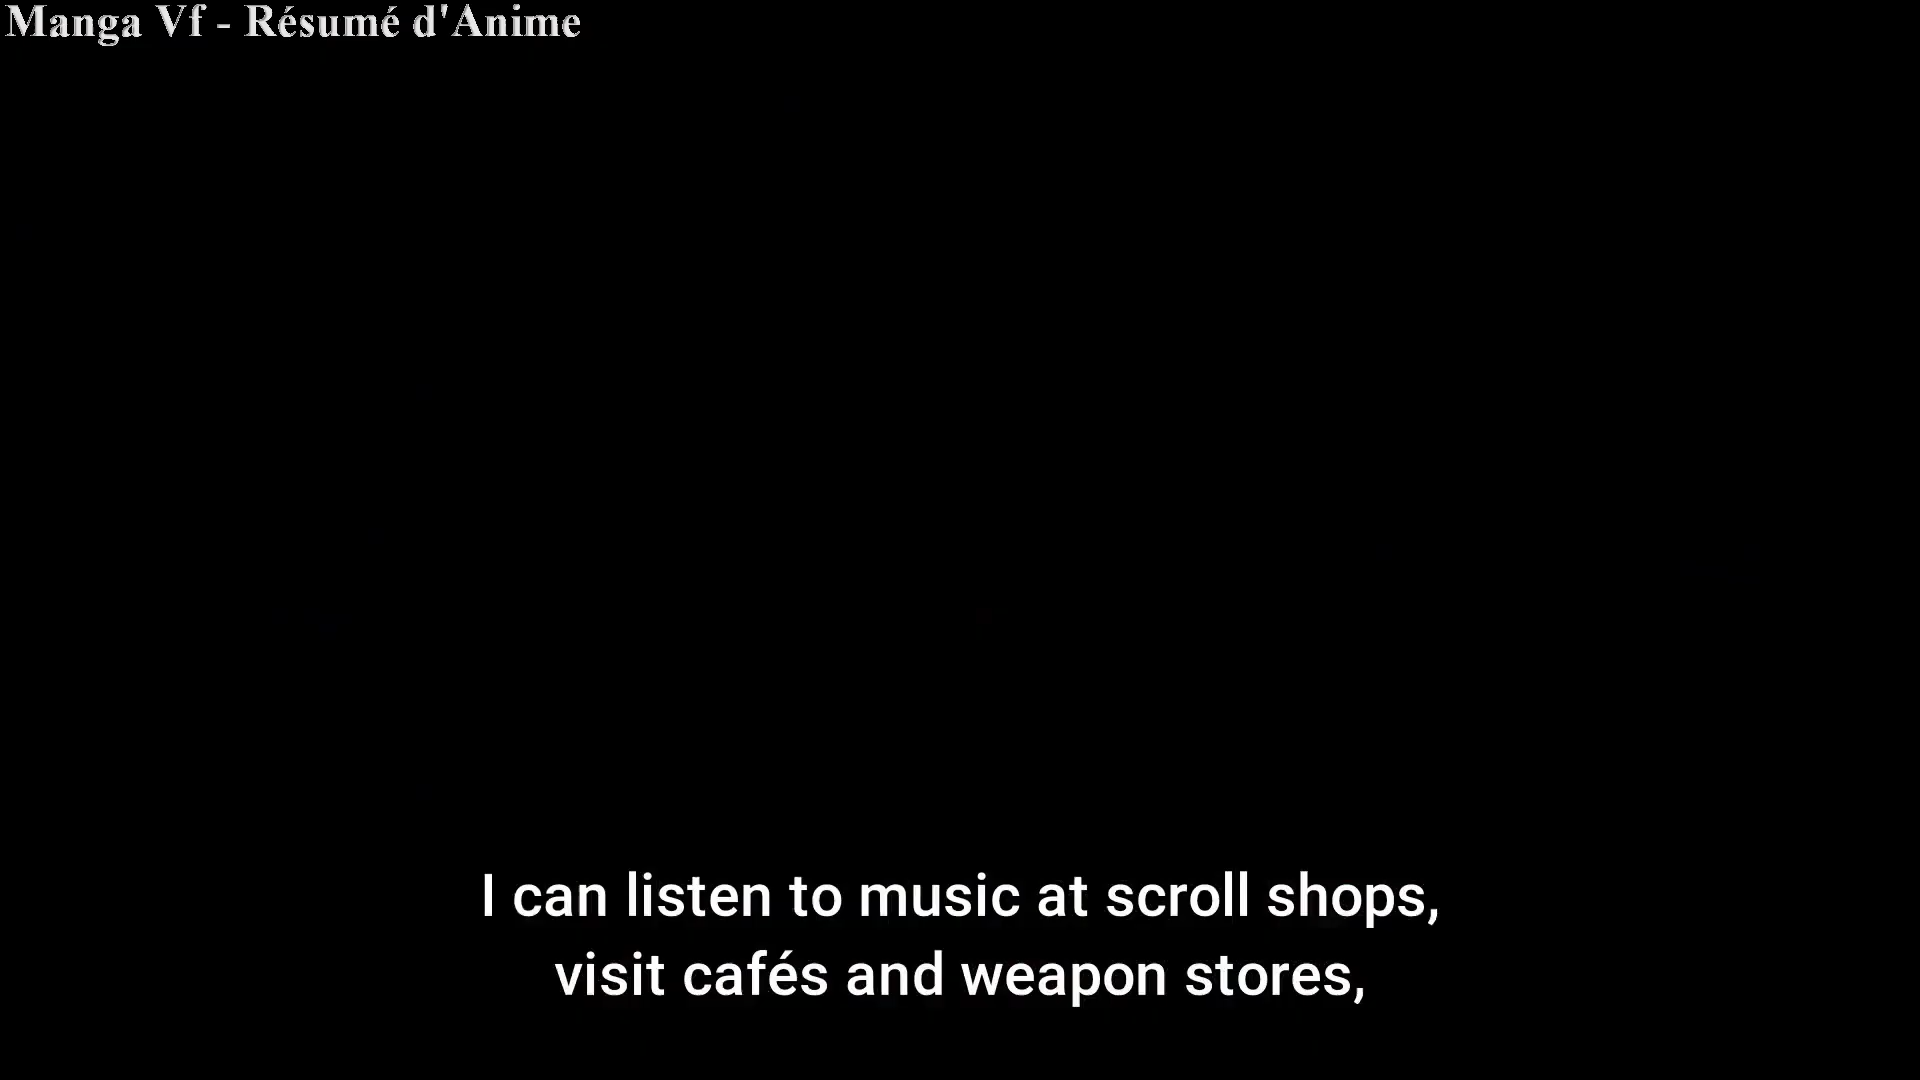 Manga Vf - Résumé d'Anime
I can listen to music at scroll shops,
visit cafés and weapon stores,